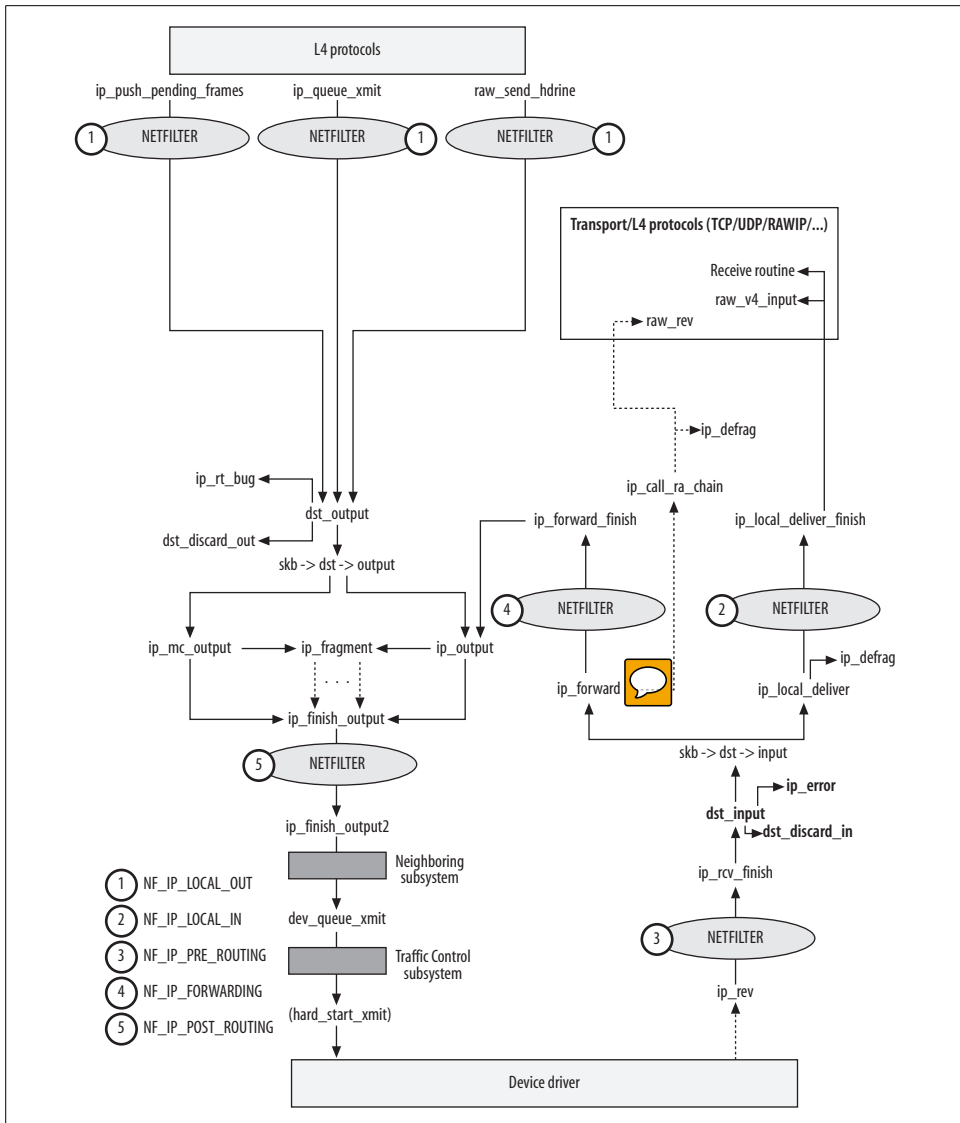 L4 protocols
ip_push_pending_frames
ip_queue_xmit
raw_send_hdrine
1
NETFILTER
NETFILTER
1
NETFILTER
1
Transport/L4 protocols (TCP/UDP/RAWIP/...)
Receive routine
raw_v4_input
raw_rev
ip_defrag
ip_rt_bug
ip_call_ra_chain
dst_output
ip_forward_finish
ip_local_deliver_finish
dst_discard_out
skb -> dst -> output
4
NETFILTER
2
NETFILTER
ip_mc_output
ip_fragment
ip_output
ip_defrag
. . .
ip_forward
ip_local_deliver
ip_finish_output
skb -> dst -> input
5
NETFILTER
ip_error
dst_input
ip_finish_output2
dst_discard_in
Neighboring
subsystem
ip_rcv_finish
1 NF_IP_LOCAL_OUT
2 NF_IP_LOCAL_IN
3 NF_IP_PRE_ROUTING
4 NF_IP_FORWARDING
5 NF_IP_POST_ROUTING
dev_queue_xmit
3
NETFILTER
Traffic Control
subsystem
ip_rev
(hard_start_xmit)
Device driver